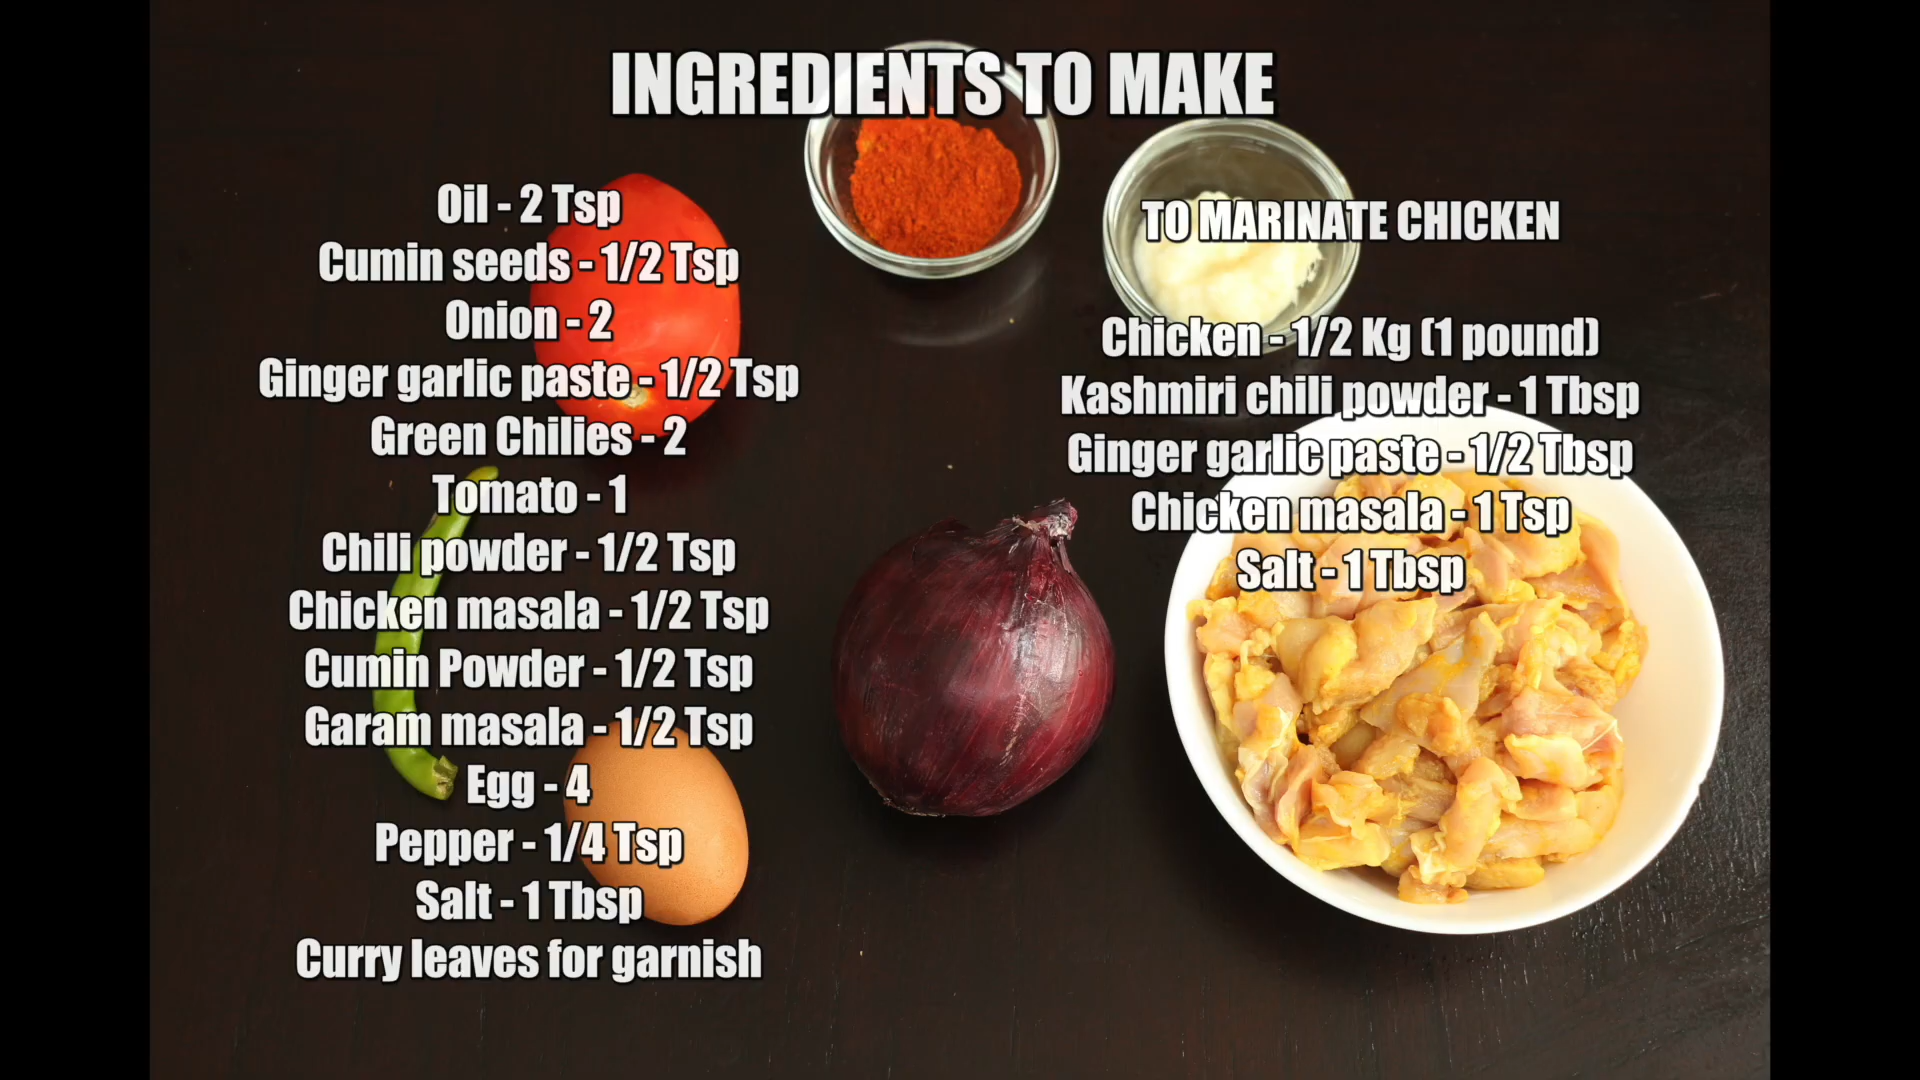 INGREDIENTS TO MAKE
Oil - 2 Tsp
Cumin seeds - 1/2 Tsp
Onion - 2
Ginger garlic paste - 1/2 Tsp
Green Chilies - 2
Tomato - 1
Chili powder - 1/2 Tsp
Chicken masala - 1/2 Tsp
Cumin Powder - 1/2 Tsp
Garam masala - 1/2 Tsp
Egg - 4
Pepper - 1/4 Tsp
Salt - 1 Tbsp
Curry leaves for garnish
TO MARINATE CHICKEN
Chicken - 1/2 Kg (1 pound)
Kashmiri chili powder - 1 Tbsp
Ginger garlic paste - 1/2 Tbsp
Chicken masala - 1 Tsp
Salt - 1 Tbsp